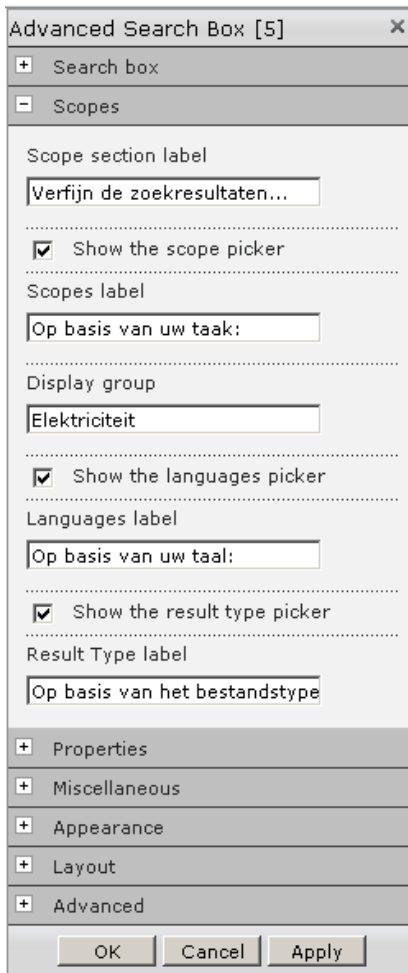 Advanced Search Box [5]
Search box
Scopes
Scope section label
Verfijn de zoekresultaten...
Show the scope picker
Scopes label
Op basis van uw taak:
Display group
Elektriciteit
Show the languages picker
Languages label
Op basis van uw taal:
Show the result type picker
Result Type label
Op basis van het bestandstype
Properties
Miscellaneous
Appearance
Layout
Advanced
OK Cancel Apply